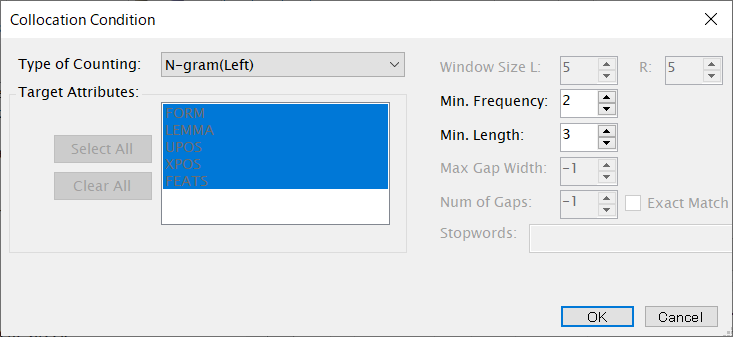 Collocation Condition
Type of Counting: N-gram(Left)
Target Attributes:
FORM
LEMMA
UPOS
XPOS
FEATS
Select All
Clear All
Window Size L: 5 R: 5
Min. Frequency: 2
Min. Length: 3
Max Gap Width: -1
Num of Gaps: -1 Exact Match
Stopwords:
OK Cancel